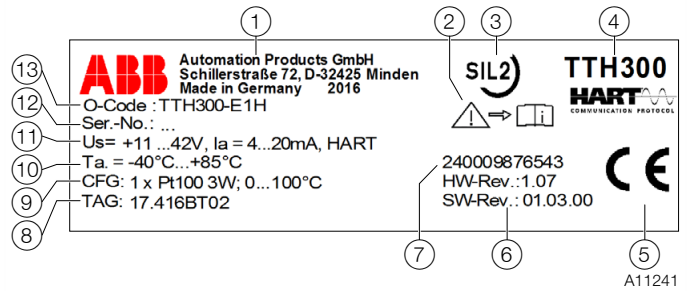 1
2
3
4
ABB
Automation Products GmbH
Schillerstraße 72, D-32425 Minden
Made in Germany 2016
SIL2
TTH300
HART
COMMUNICATION PROTOCOL
i
13
O-Code :TTH300-E1H
12
Ser.-No.: ...
11
Us= +11 ...42V, Ia = 4...20mA, HART
10
Ta. = -40°C...+85°C
9
CFG: 1 x Pt100 3W; 0...100°C
8
TAG: 17.416BT02
240009876543
HW-Rev.:1.07
SW-Rev.: 01.03.00
CE
7
6
5
A11241